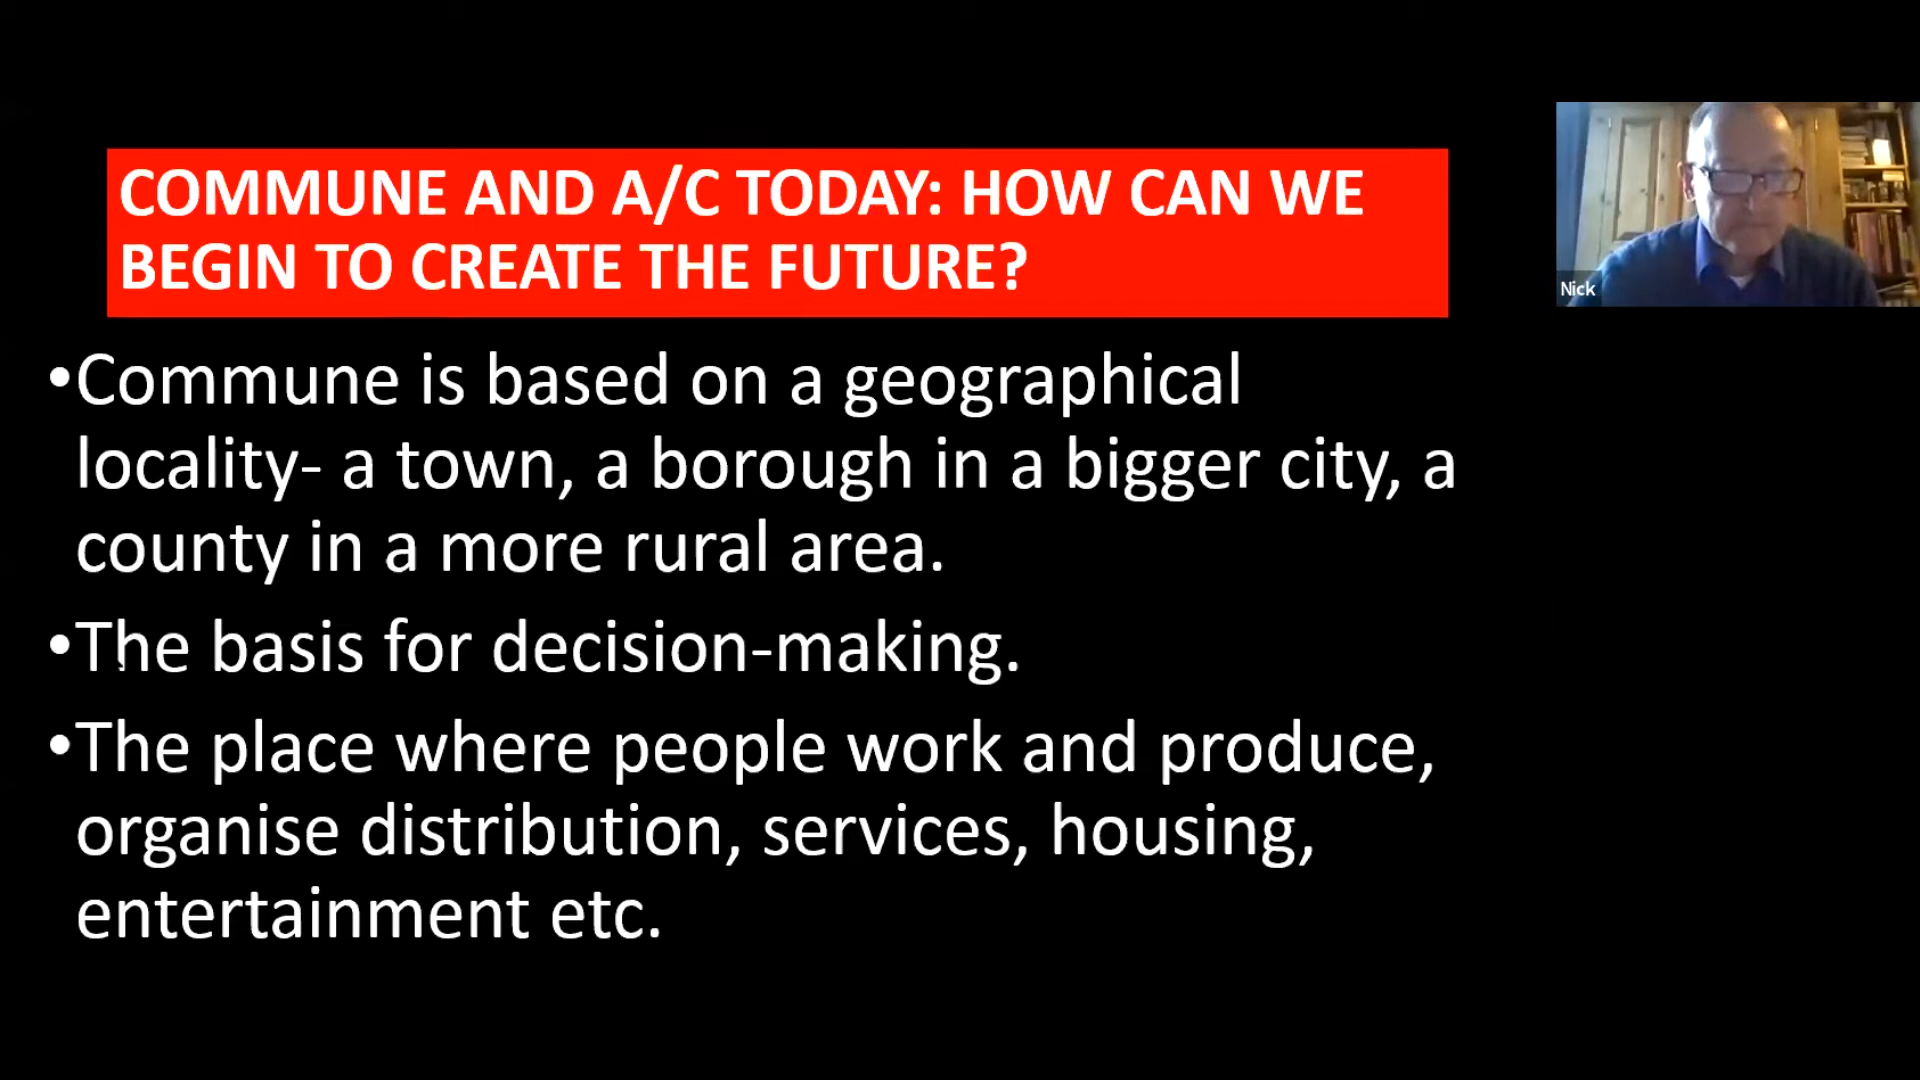 COMMUNE AND A/C TODAY: HOW CAN WE
BEGIN TO CREATE THE FUTURE?
•Commune is based on a geographical
locality- a town, a borough in a bigger city, a
county in a more rural area.
•The basis for decision-making.
•The place where people work and produce,
organise distribution, services, housing,
entertainment etc.
Nick